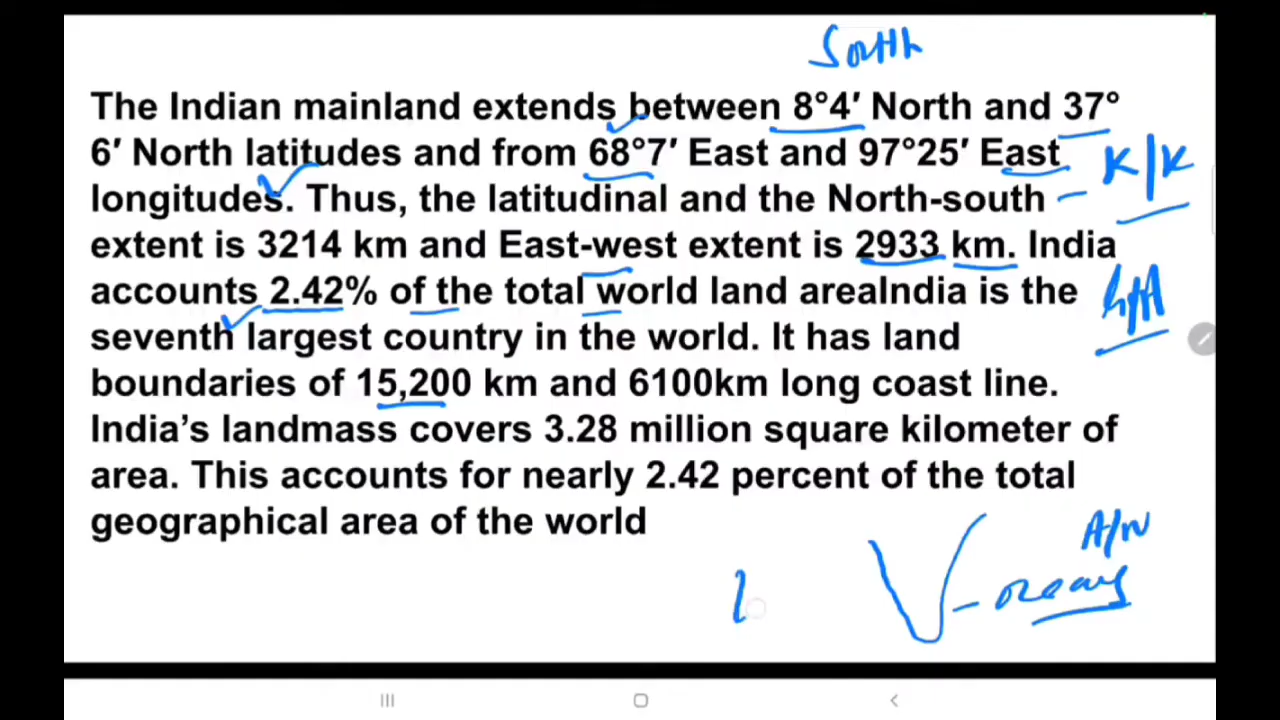 South
The Indian mainland extends between 8°4′ North and 37°
6′ North latitudes and from 68°7′ East and 97°25′ East
K/K
longitudes. Thus, the latitudinal and the North-south
extent is 3214 km and East-west extent is 2933 km. India
accounts 2.42% of the total world land areaIndia is the
seventh largest country in the world. It has land
boundaries of 15,200 km and 6100km long coast line.
India’s landmass covers 3.28 million square kilometer of
area. This accounts for nearly 2.42 percent of the total
geographical area of the world
A/N